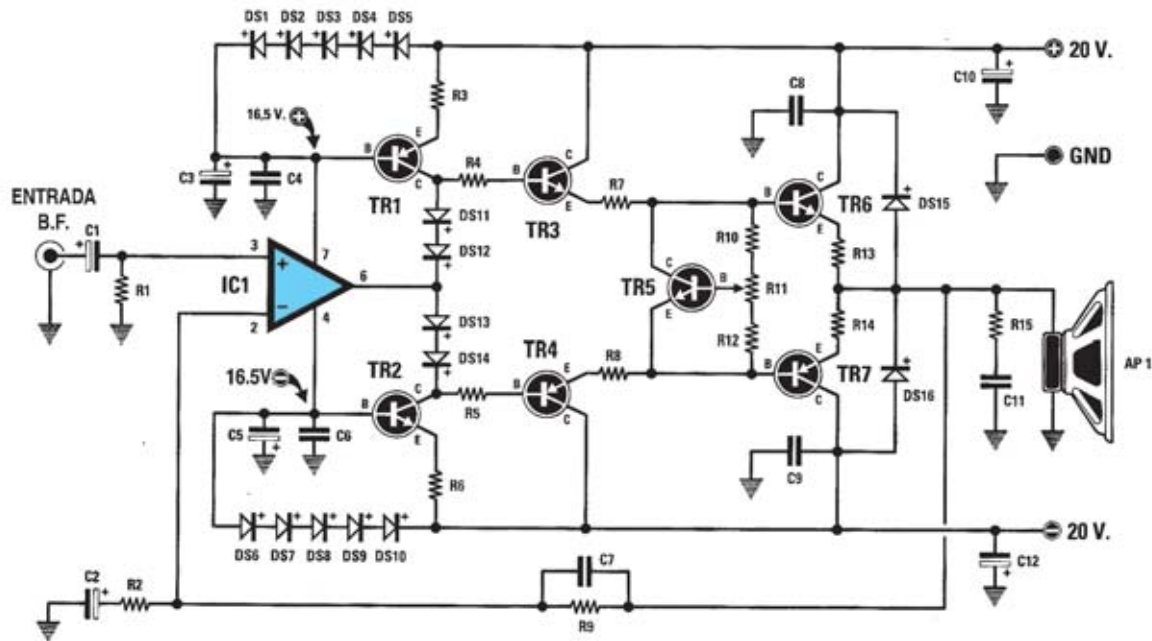 DS1 DS2 DS3 DS4 DS5
20 V.
C10
R3
C8
16,5 V.
E
B
C
TR1
R4
C3
C4
C
B
E
TR3
R7
GND
C
B
E
TR6
DS15
ENTRADA
B.F.
C1
DS11
DS12
R10
R13
3
7
IC1
6
R1
C
B
E
TR5
R11
2
4
DS13
DS14
R12
R14
R15
AP 1
16.5V
TR2
TR4
R8
B
E
C
TR7
DS16
C11
C
B
E
R5
B
E
C
C5
C6
R6
C9
DS6 DS7 DS8 DS9 DS10
20 V.
C12
C2
R2
C7
R9